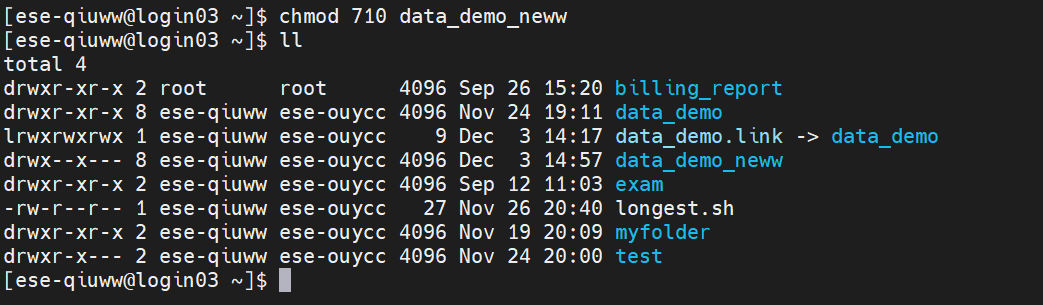 [ese-qiuww@login03 ~]$ chmod 710 data_demo_neww
[ese-qiuww@login03 ~]$ ll
total 4
drwxr-xr-x 2 root      root      4096 Sep 26 15:20 billing_report
drwxr-xr-x 8 ese-qiuww ese-ouycc 4096 Nov 24 19:11 data_demo
lrwxrwxrwx 1 ese-qiuww ese-ouycc    9 Dec  3 14:17 data_demo.link -> data_demo
drwx--x--- 8 ese-qiuww ese-ouycc 4096 Dec  3 14:57 data_demo_neww
drwxr-xr-x 2 ese-qiuww ese-ouycc 4096 Sep 12 11:03 exam
-rw-r--r-- 1 ese-qiuww ese-ouycc   27 Nov 26 20:40 longest.sh
drwxr-xr-x 2 ese-qiuww ese-ouycc 4096 Nov 19 20:09 myfolder
drwxr-x--- 2 ese-qiuww ese-ouycc 4096 Nov 24 20:00 test
[ese-qiuww@login03 ~]$